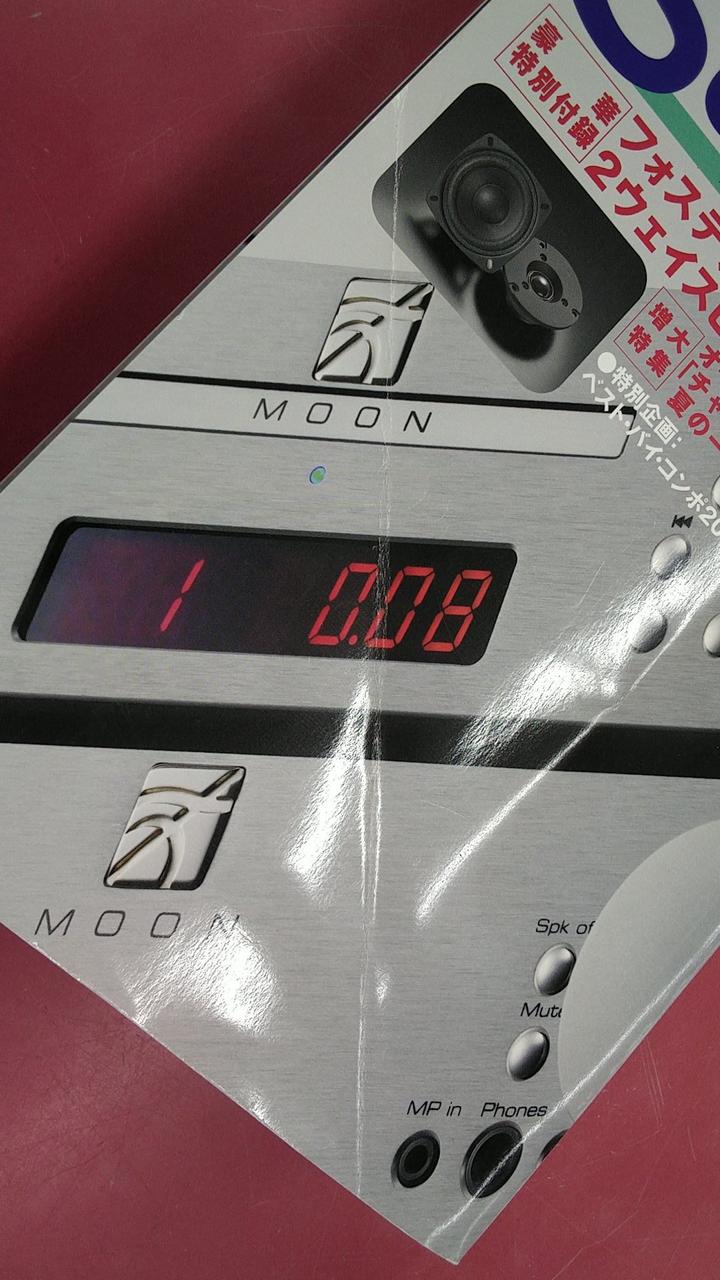 豪華
特別付録
フォステ
2ウェイス
増大
特集
オ
「チャ
夏の
●特別企画:
ベスト・バイ・コンポ20
MOON
1 0.08
MOON
Spk of
Mute
MP in Phones